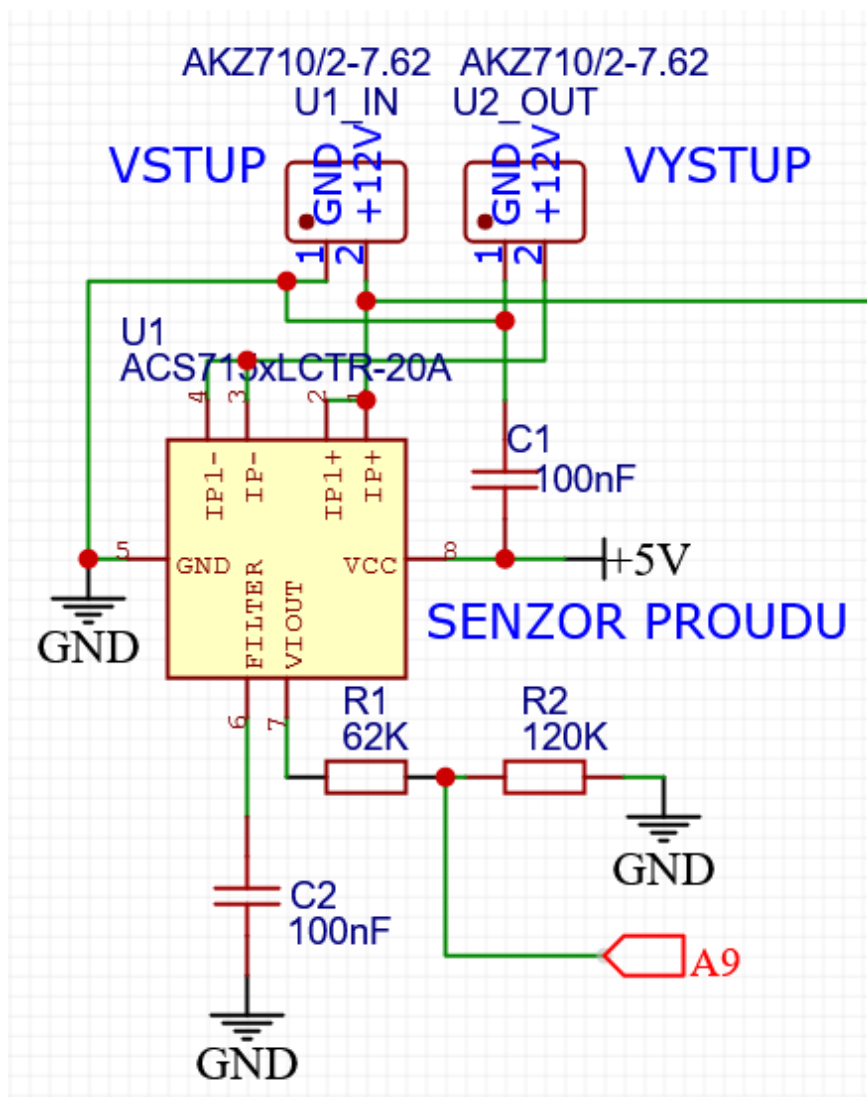 AKZ710/2-7.62 AKZ710/2-7.62
U1_IN U2_OUT
VSTUP GND +12V GND +12V VYSTUP
1 2 1 2
U1
ACS715xLCTR-20A
4 3 2 1
C1
100nF
IP1- IP- IP1+ IP+
5 GND VCC 8 +5V
GND
FILTER VIOUT
SENZOR PROUDU
6 7
R1 R2
62K 120K
GND
C2
100nF
A9
GND